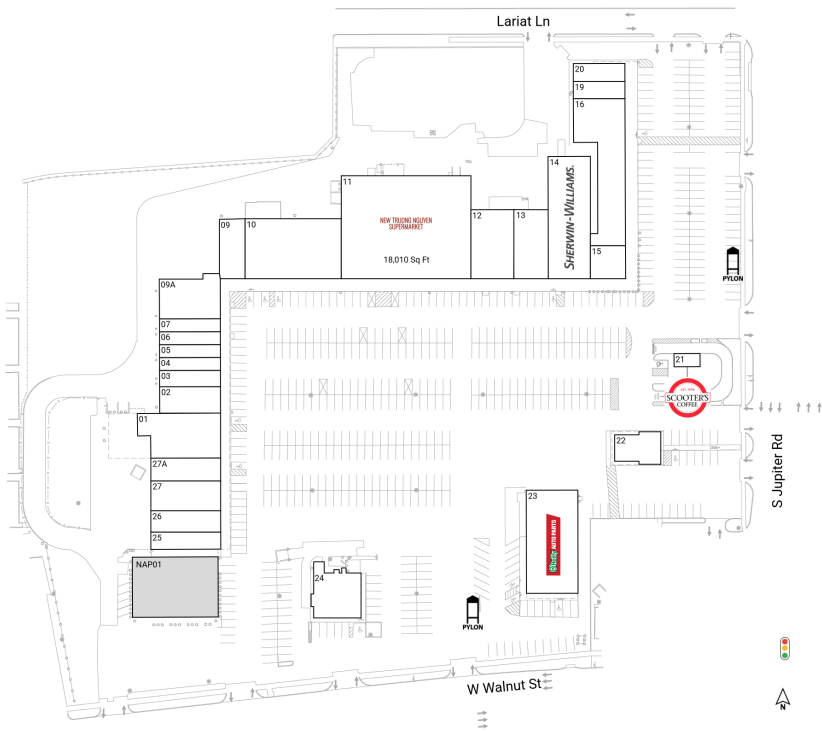 Lariat Ln
20
19
16
14
SHERWIN-WILLIAMS.
11
NEW TRUONG NGUYEN
SUPERMARKET
18,010 Sq Ft
09
10
12
13
15
PYLON
09A
07
06
05
04
03
02
01
27A
27
26
25
NAP01
21
EST. 1998
SCOOTER'S
COFFEE
22
S Jupiter Rd
23
O'Reilly AUTO PARTS
24
PYLON
W Walnut St
N